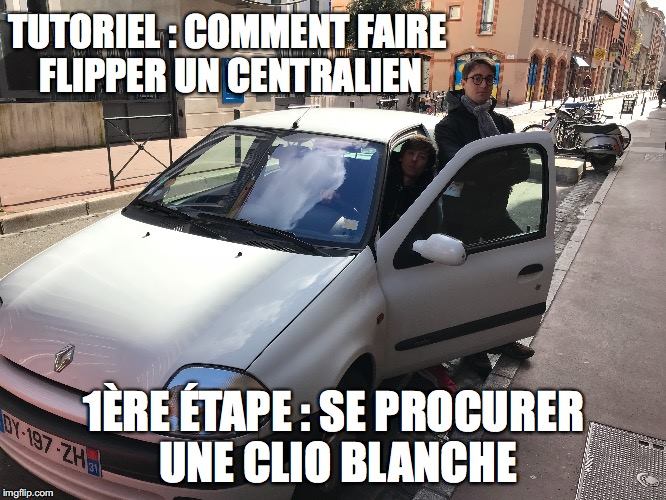 TUTORIEL : COMMENT FAIRE
FLIPPER UN CENTRALIEN
1ÈRE ÉTAPE : SE PROCURER
UNE CLIO BLANCHE
DY-197-ZH
31
imgflip.com